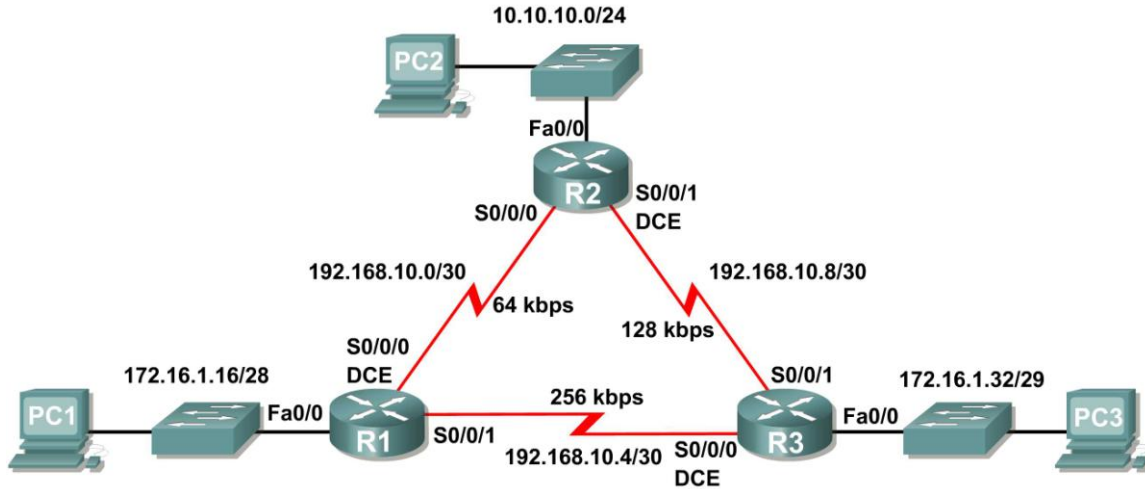 10.10.10.0/24
PC2
Fa0/0
R2
S0/0/0
S0/0/1
DCE
192.168.10.0/30
192.168.10.8/30
64 kbps
128 kbps
S0/0/0
DCE
S0/0/1
172.16.1.16/28
172.16.1.32/29
256 kbps
PC1
Fa0/0
R1
S0/0/1
R3
Fa0/0
PC3
192.168.10.4/30
S0/0/0
DCE